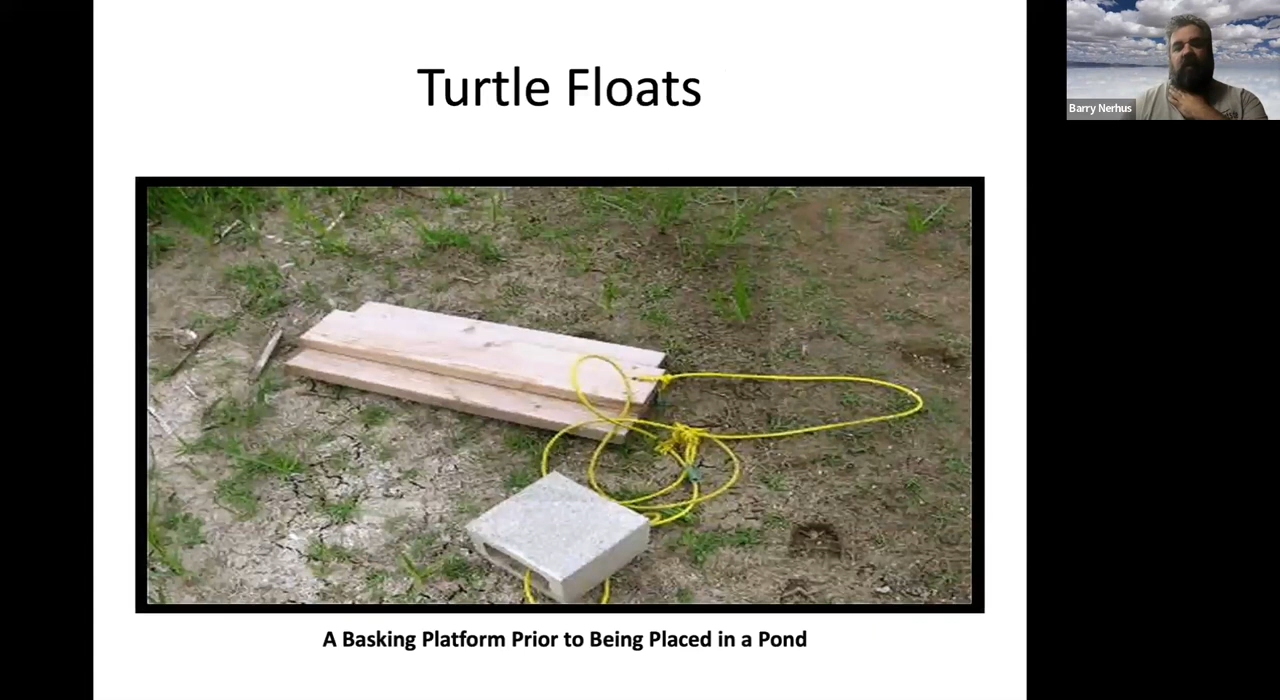 Turtle Floats
Barry Nerhus
A Basking Platform Prior to Being Placed in a Pond